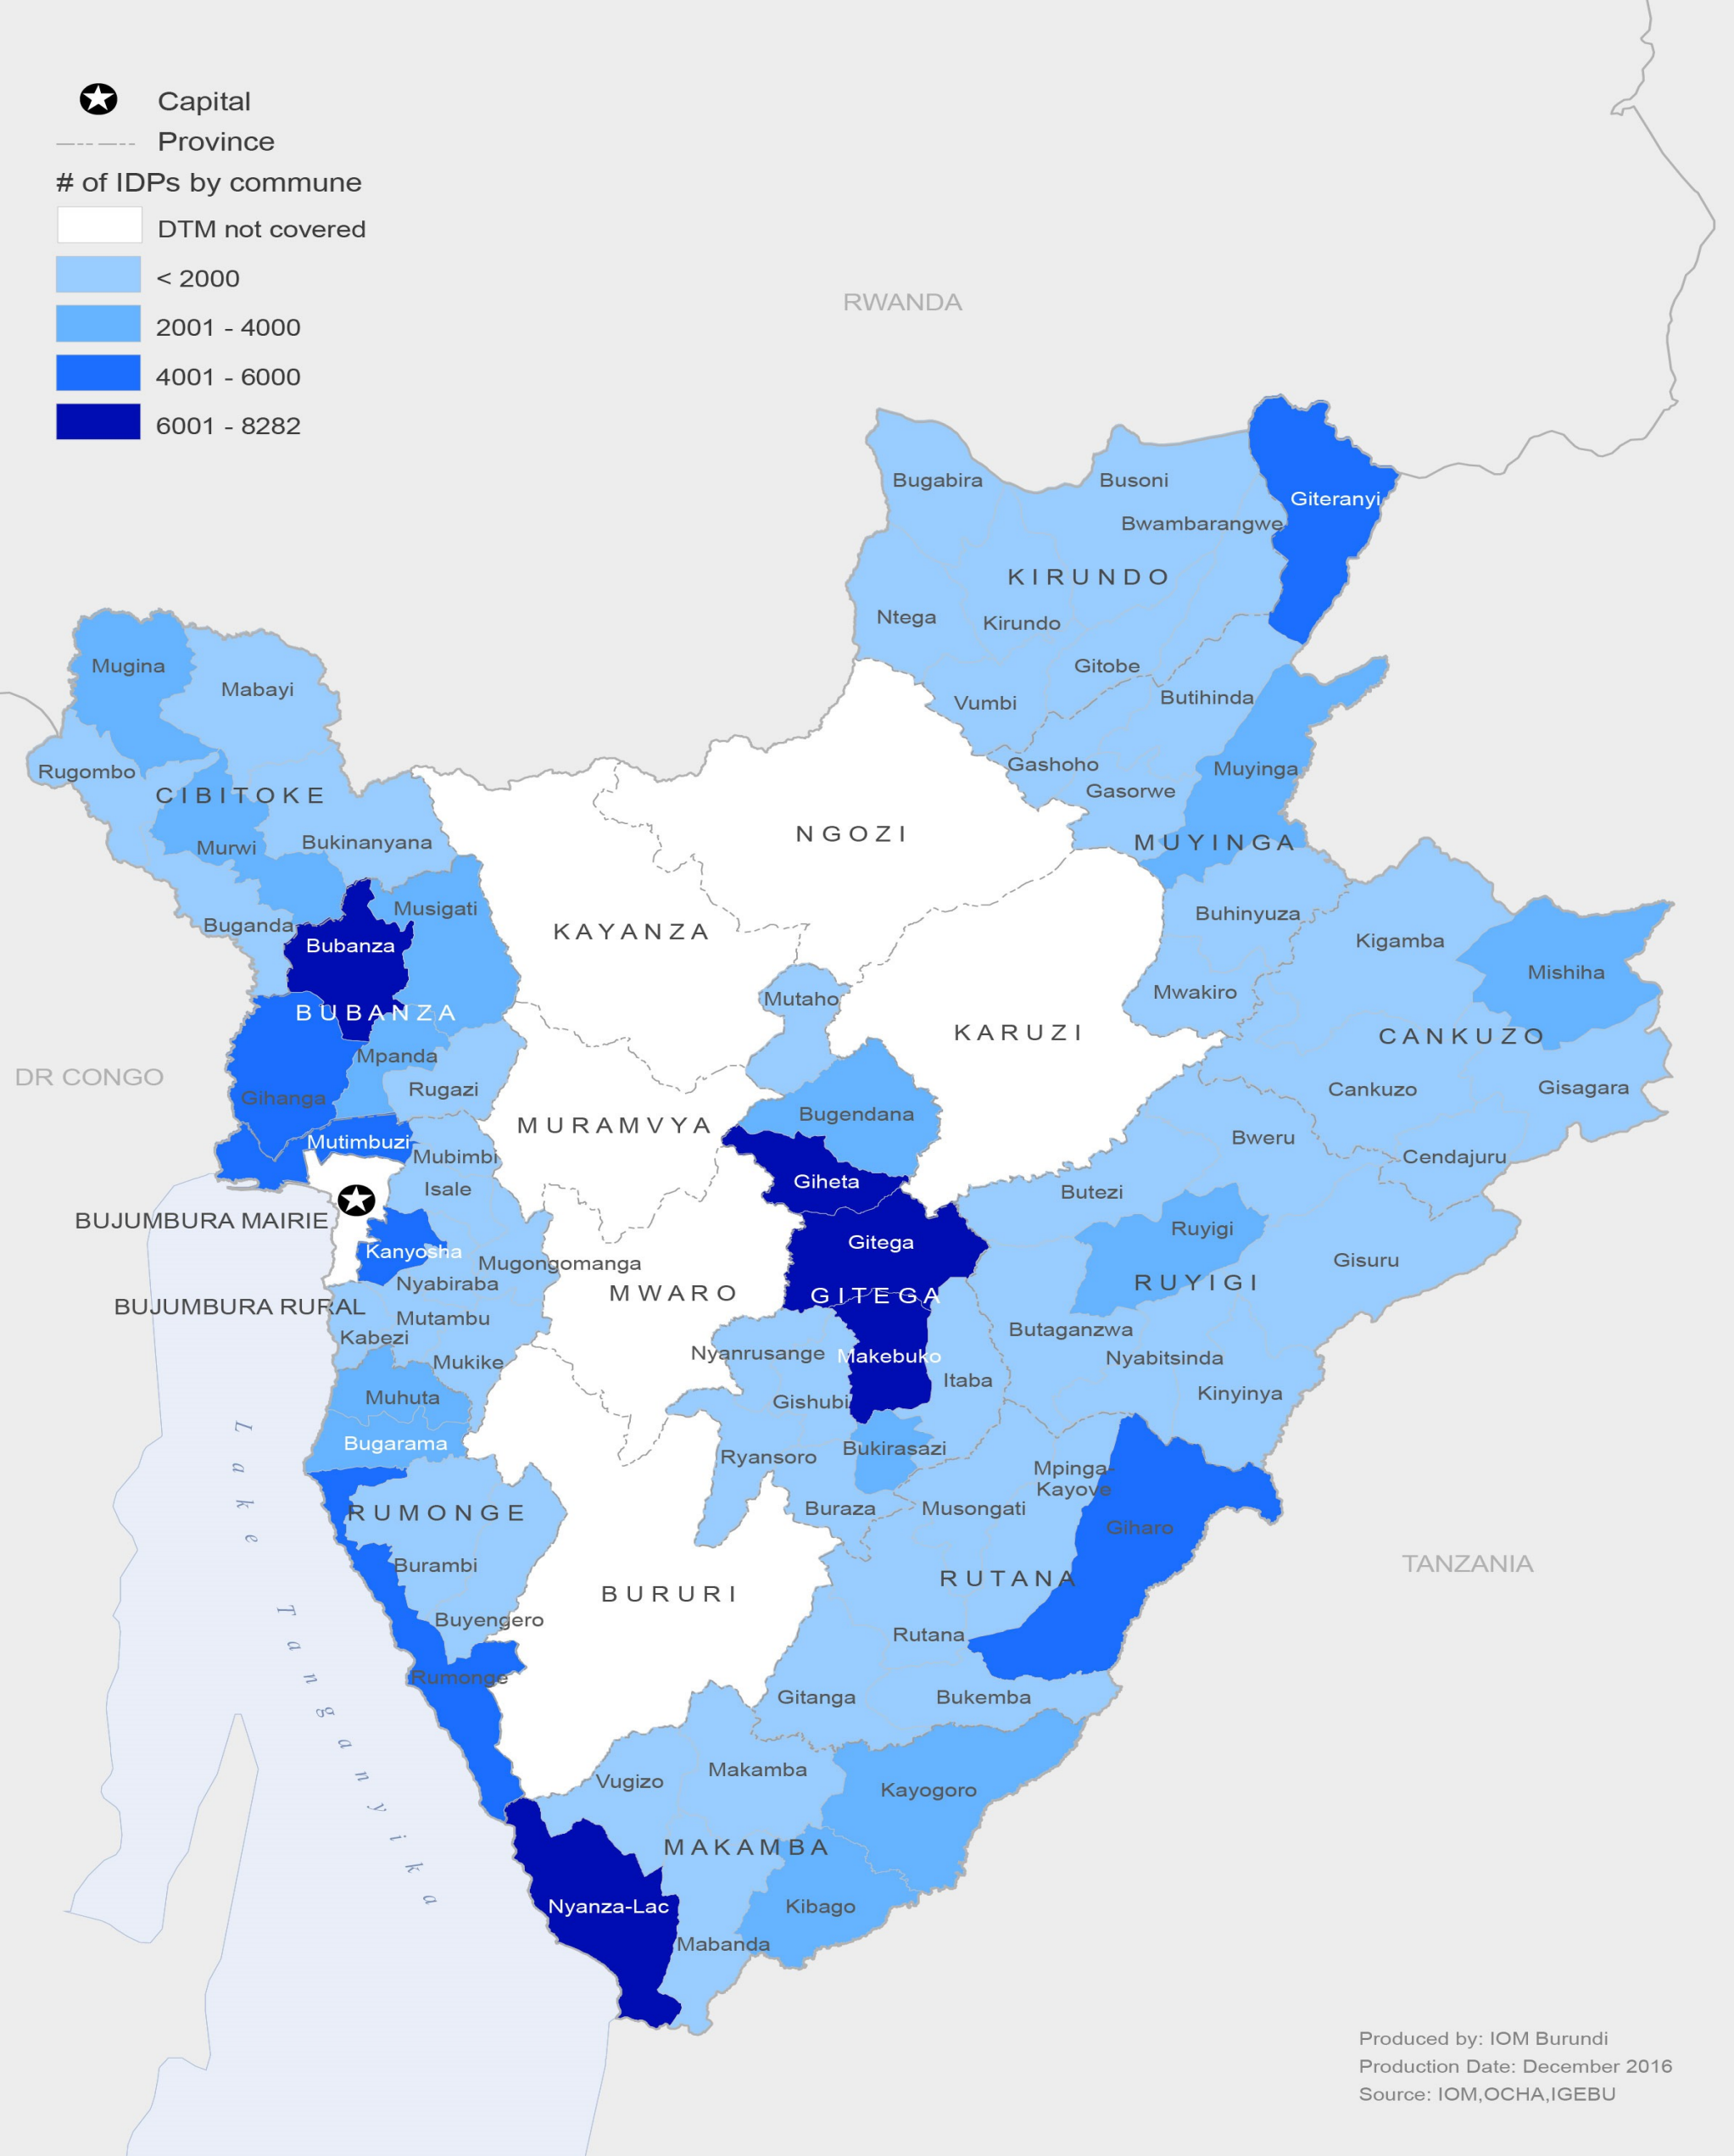 Capital
Province
# of IDPs by commune
DTM not covered
< 2000
2001 - 4000
4001 - 6000
6001 - 8282
RWANDA
Bugabira
Busoni
Giteranyi
Bwambarangwe
KIRUNDO
Ntega
Kirundo
Gitobe
Mugina
Mabayi
Butihinda
Vumbi
Rugombo
Gashoho
Muyinga
Gasorwe
CIBITOKE
NGOZI
MUYINGA
Murwi
Bukinanyana
Musigati
Buhinyuza
Buganda
KAYANZA
Kigamba
Bubanza
Mishiha
Mutaho
Mwakiro
BUBANZA
KARUZI
CANKUZO
Mpanda
DR CONGO
Rugazi
Cankuzo
Gisagara
Gihanga
Bugendana
MURAMVYA
Mutimbuzi
Bweru
Mubimbi
Cendajuru
Giheta
Isale
Butezi
BUJUMBURA MAIRIE
Ruyigi
Gitega
Kanyosha
Mugongomanga
Gisuru
Nyabiraba
RUYIGI
MWARO
GITEGA
BUJUMBURA RURAL
Mutambu
Kabezi
Butaganzwa
Nyanrusange
Makebuko
Nyabitsinda
Mukike
Itaba
Kinyinya
Muhuta
Gishubi
Bugarama
Bukirasazi
Ryansoro
Mpinga-
Kayove
RUMONGE
Buraza
Musongati
Giharo
Burambi
TANZANIA
RUTANA
BURURI
Buyengero
Rutana
Rumonge
Gitanga
Bukemba
Lake Tanganyika
Makamba
Vugizo
Kayogoro
MAKAMBA
Nyanza-Lac
Kibago
Mabanda
Produced by: IOM Burundi
Production Date: December 2016
Source: IOM,OCHA,IGEBU